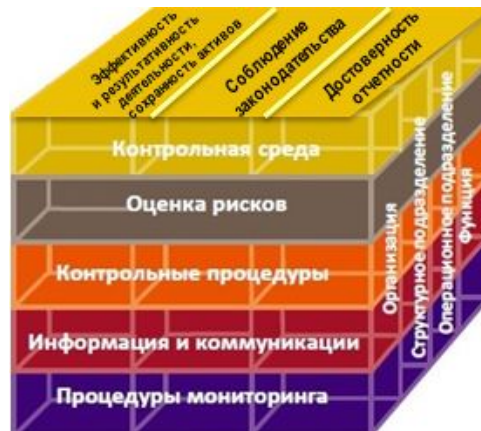 Эффективность
и результативность
деятельности,
сохранность активов
Соблюдение
законодательства
Достоверность
отчетности
Контрольная среда
Оценка рисков
Контрольные процедуры
Информация и коммуникации
Процедуры мониторинга
Организация
Структурное подразделение
Операционное подразделение
Функция